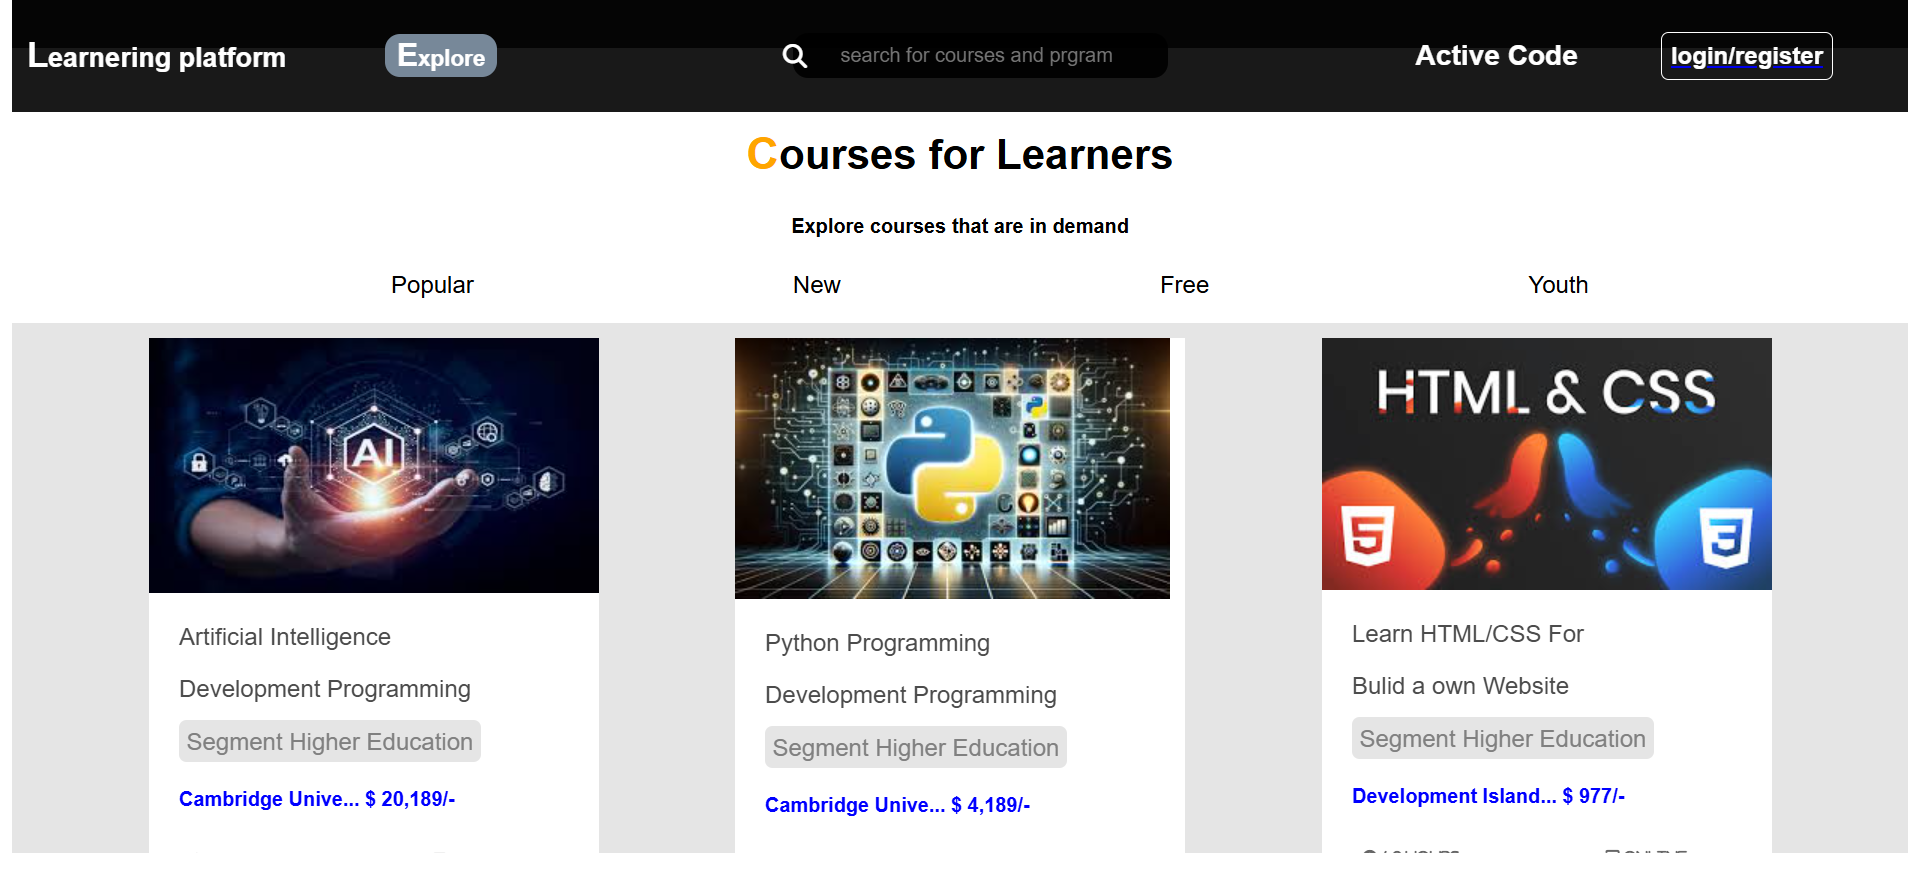 Learnering platform Explore search for courses and prgram Active Code login/register
Courses for Learners
Explore courses that are in demand
Popular New Free Youth
AI
HTML & CSS
5 3
Artificial Intelligence
Development Programming
Segment Higher Education
Cambridge Unive... $ 20,189/-
Python Programming
Development Programming
Segment Higher Education
Cambridge Unive... $ 4,189/-
Learn HTML/CSS For
Bulid a own Website
Segment Higher Education
Development Island... $ 977/-